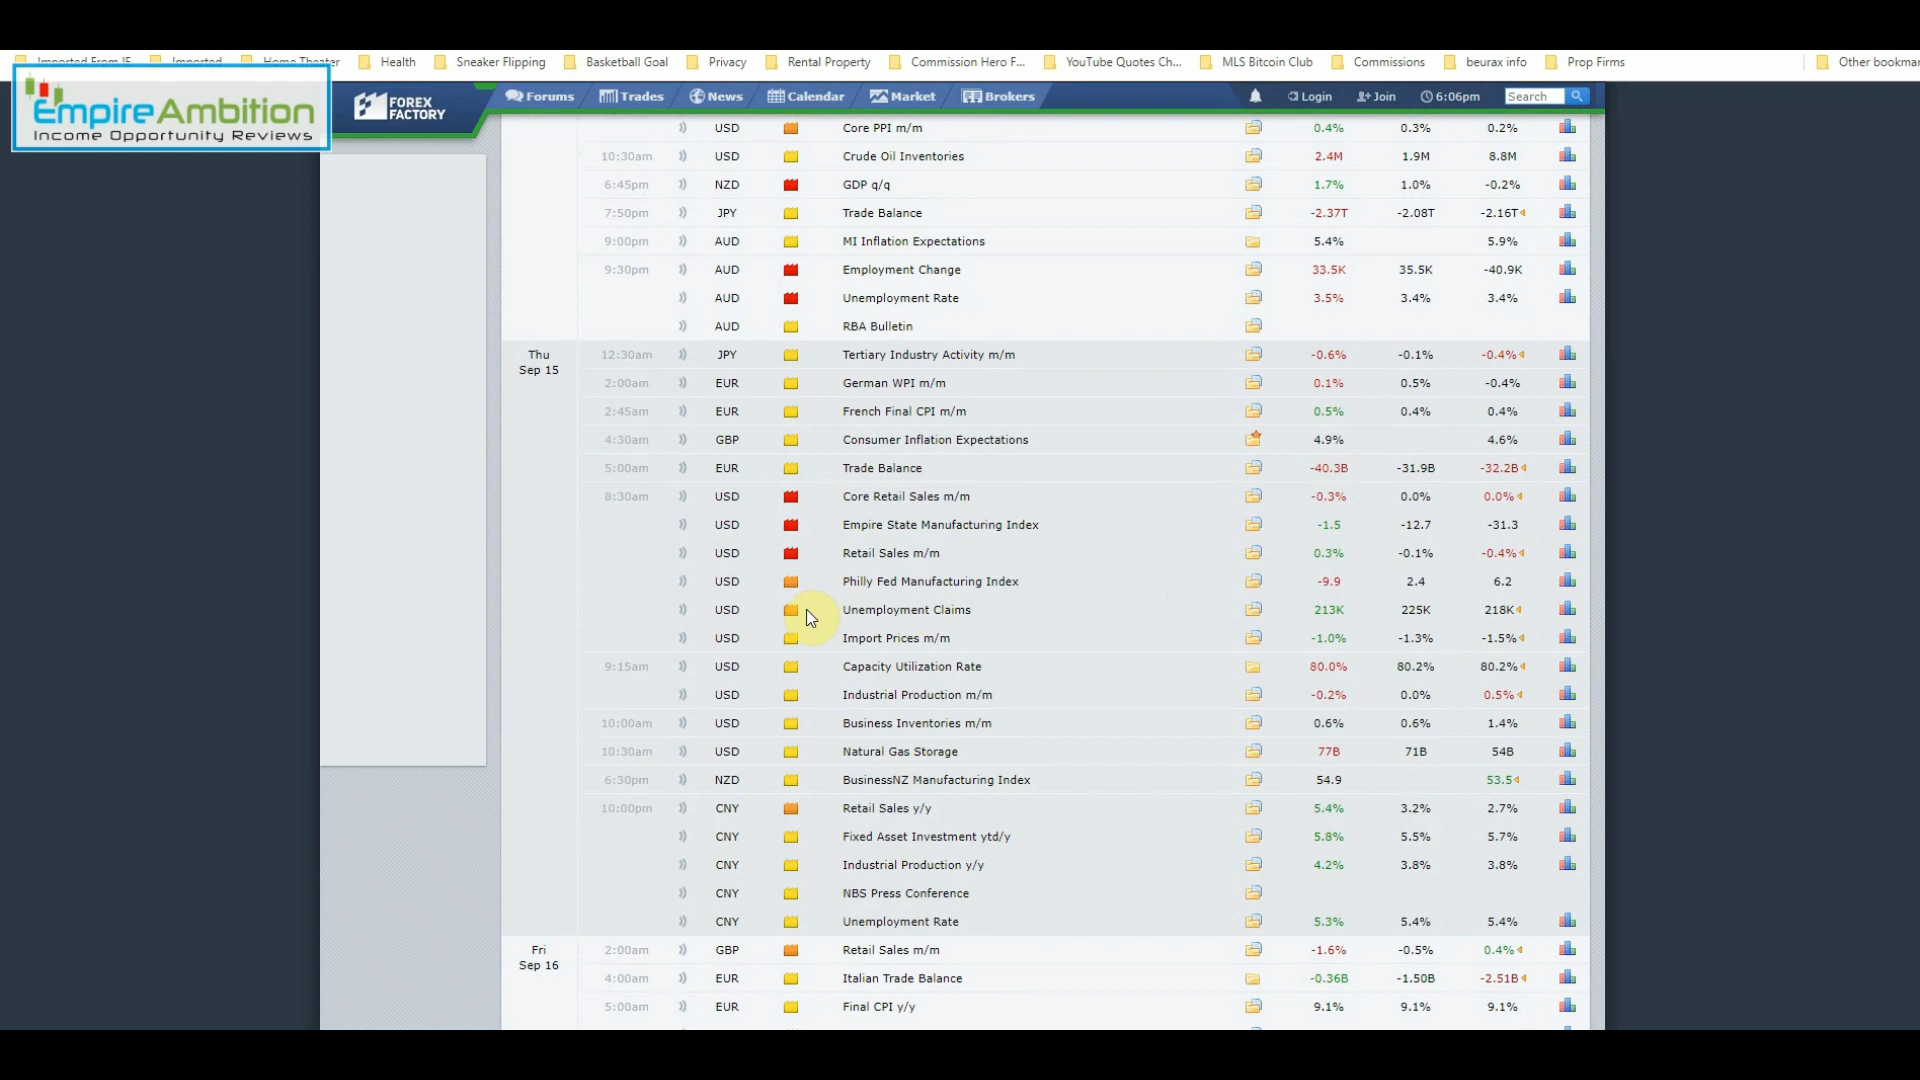 Imported From IE Imported Home Theater Health Sneaker Flipping Basketball Goal Privacy Rental Property Commission Hero F... YouTube Quotes Ch... MLS Bitcoin Club Commissions beurax info Prop Firms Other bookmar
EmpireAmbition
Income Opportunity Reviews
FOREX FACTORY
Forums Trades News Calendar Market Brokers Login Join 6:06pm Search
USD Core PPI m/m 0.4% 0.3% 0.2%
10:30am USD Crude Oil Inventories 2.4M 1.9M 8.8M
6:45pm NZD GDP q/q 1.7% 1.0% -0.2%
7:50pm JPY Trade Balance -2.37T -2.08T -2.16T
9:00pm AUD MI Inflation Expectations 5.4% 5.9%
9:30pm AUD Employment Change 33.5K 35.5K -40.9K
AUD Unemployment Rate 3.5% 3.4% 3.4%
AUD RBA Bulletin
Thu Sep 15 12:30am JPY Tertiary Industry Activity m/m -0.6% -0.1% -0.4%
2:00am EUR German WPI m/m 0.1% 0.5% -0.4%
2:45am EUR French Final CPI m/m 0.5% 0.4% 0.4%
4:30am GBP Consumer Inflation Expectations 4.9% 4.6%
5:00am EUR Trade Balance -40.3B -31.9B -32.2B
8:30am USD Core Retail Sales m/m -0.3% 0.0% 0.0%
USD Empire State Manufacturing Index -1.5 -12.7 -31.3
USD Retail Sales m/m 0.3% -0.1% -0.4%
USD Philly Fed Manufacturing Index -9.9 2.4 6.2
USD Unemployment Claims 213K 225K 218K
USD Import Prices m/m -1.0% -1.3% -1.5%
9:15am USD Capacity Utilization Rate 80.0% 80.2% 80.2%
USD Industrial Production m/m -0.2% 0.0% 0.5%
10:00am USD Business Inventories m/m 0.6% 0.6% 1.4%
10:30am USD Natural Gas Storage 77B 71B 54B
6:30pm NZD BusinessNZ Manufacturing Index 54.9 53.5
10:00pm CNY Retail Sales y/y 5.4% 3.2% 2.7%
CNY Fixed Asset Investment ytd/y 5.8% 5.5% 5.7%
CNY Industrial Production y/y 4.2% 3.8% 3.8%
CNY NBS Press Conference
CNY Unemployment Rate 5.3% 5.4% 5.4%
Fri Sep 16 2:00am GBP Retail Sales m/m -1.6% -0.5% 0.4%
4:00am EUR Italian Trade Balance -0.36B -1.50B -2.51B
5:00am EUR Final CPI y/y 9.1% 9.1% 9.1%